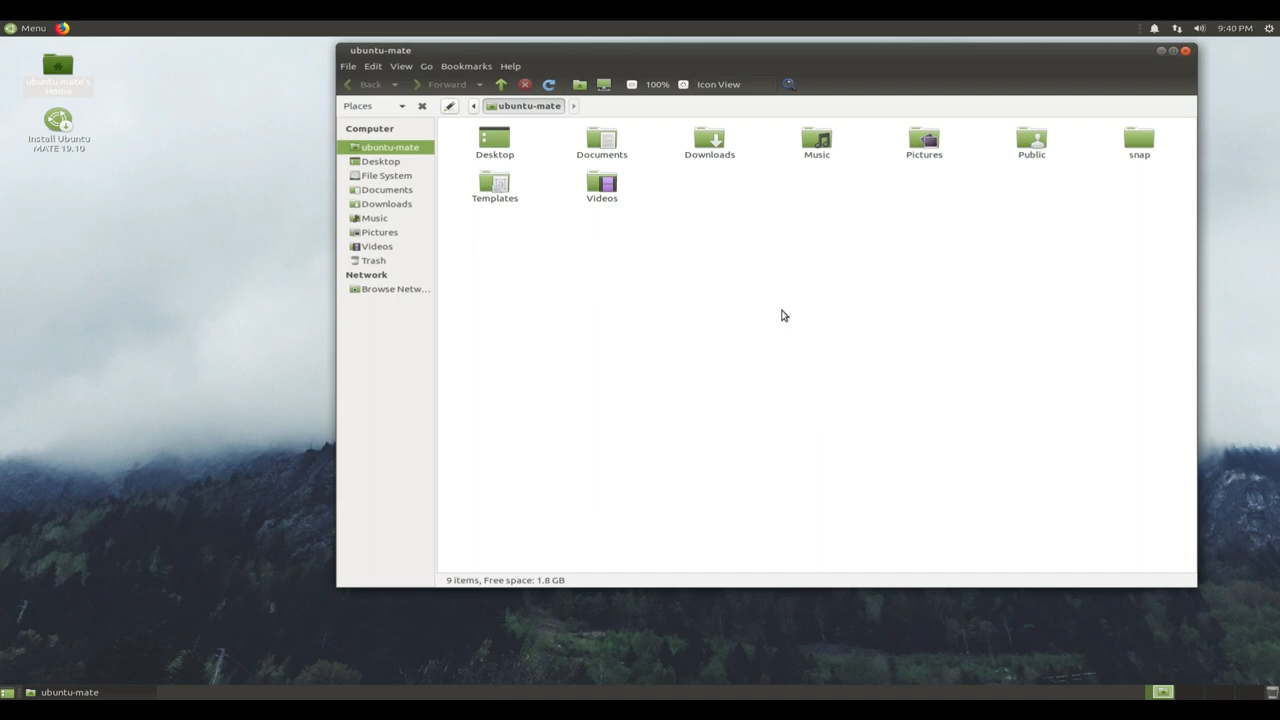 Menu
9:40 PM
ubuntu-mate's
Home
Install Ubuntu
MATE 19.10
ubuntu-mate
File Edit View Go Bookmarks Help
Back Forward 100% Icon View
Places ubuntu-mate
Computer
ubuntu-mate
Desktop
File System
Documents
Downloads
Music
Pictures
Videos
Trash
Network
Browse Netw...
Desktop Documents Downloads Music Pictures Public snap
Templates Videos
9 items, Free space: 1.8 GB
ubuntu-mate